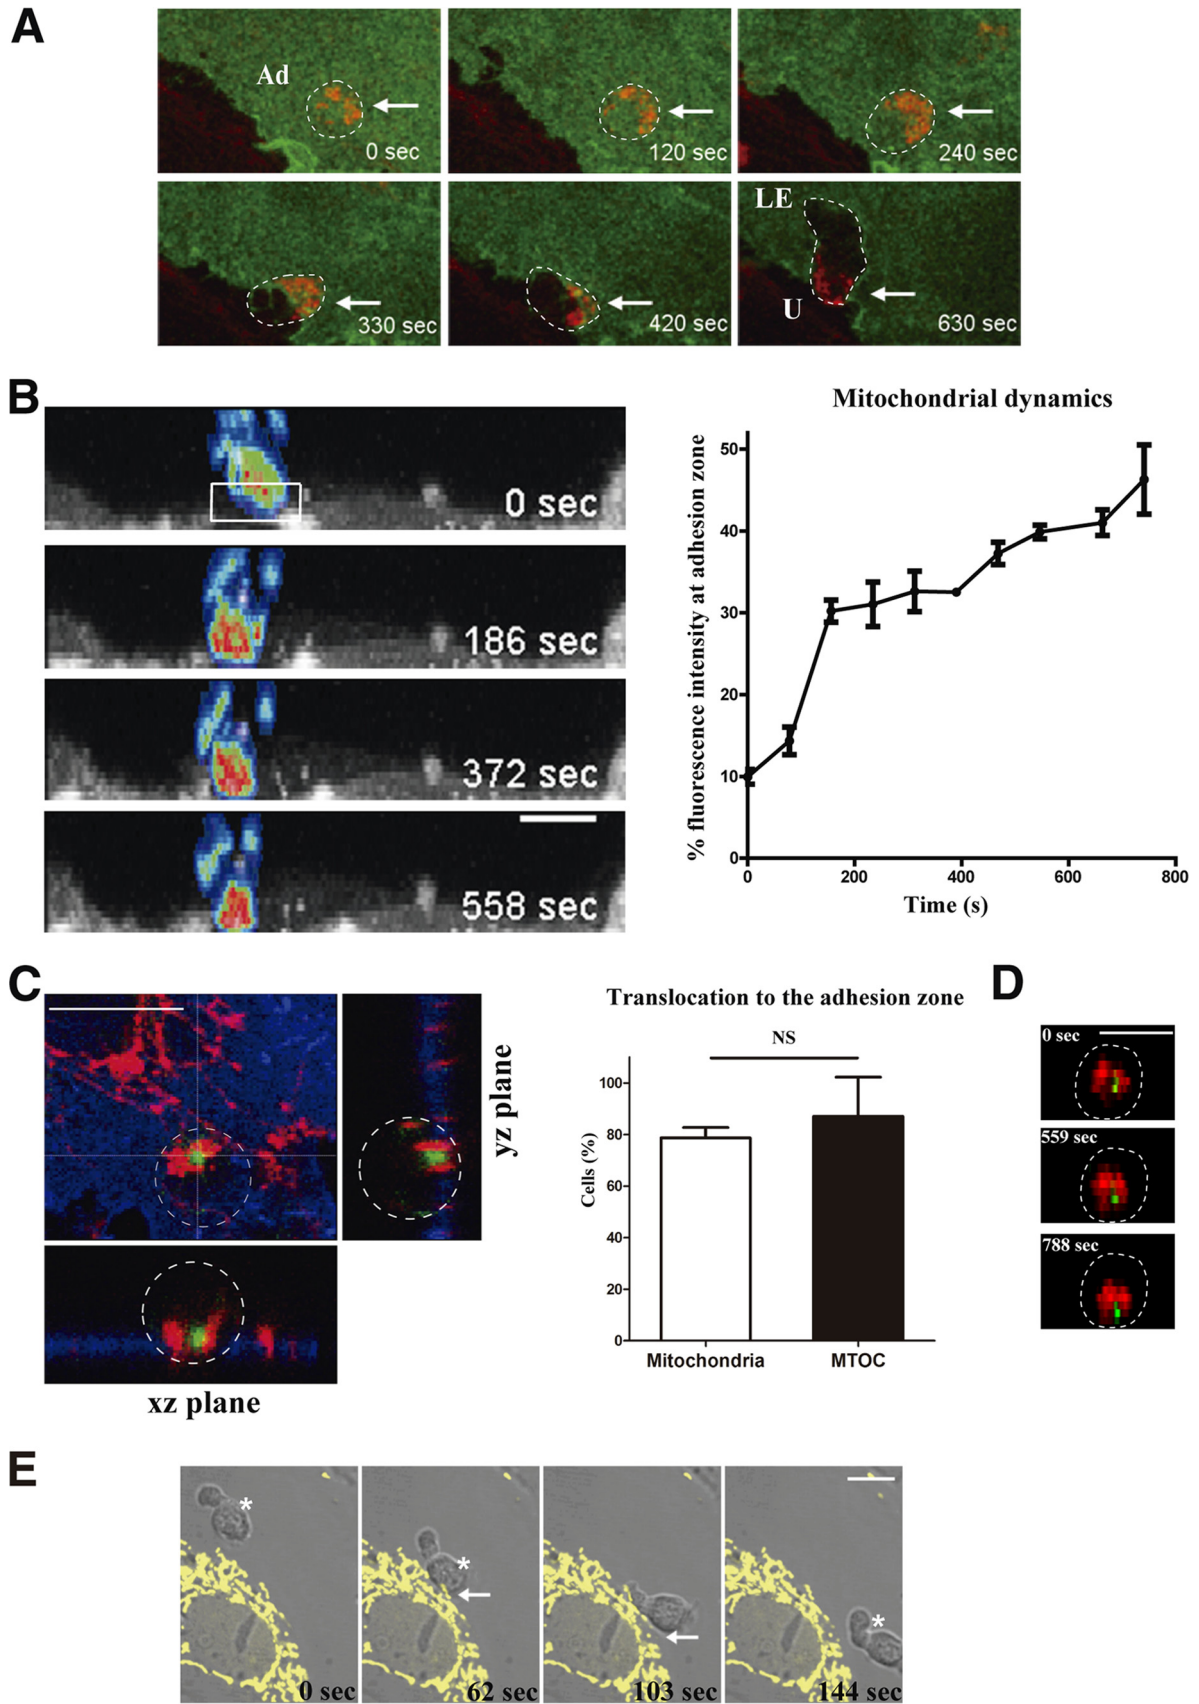 A
Ad
0 sec
120 sec
240 sec
330 sec
420 sec
LE
U
630 sec
B
0 sec
186 sec
372 sec
558 sec
Mitochondrial dynamics
% fluorescence intensity at adhesion zone
50
40
30
20
10
0
0 200 400 600 800
Time (s)
C
yz plane
xz plane
Translocation to the adhesion zone
NS
Cells (%)
100
80
60
40
20
0
Mitochondria MTOC
D
0 sec
559 sec
788 sec
E
*
0 sec
*
62 sec
103 sec
*
144 sec